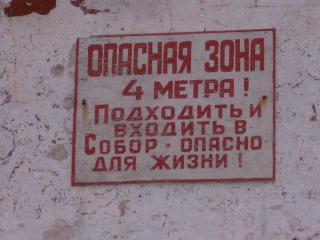 ОПАСНАЯ ЗОНА
4 МЕТРА !
ПОДХОДИТЬ И
ВХОДИТЬ В
СОБОР - ОПАСНО
ДЛЯ ЖИЗНИ !